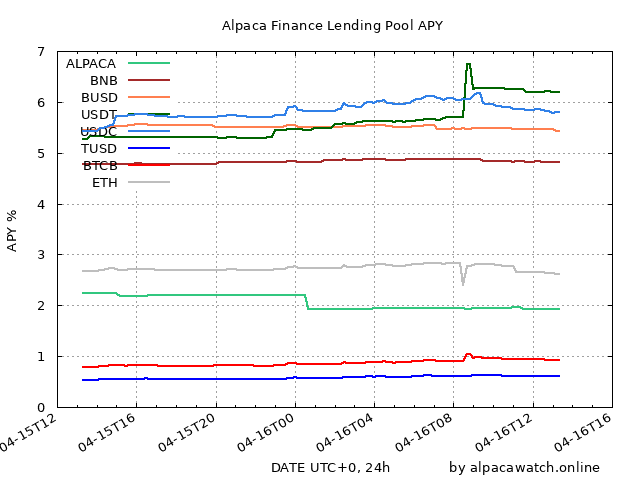 Alpaca Finance Lending Pool APY
ALPACA
BNB
BUSD
USDT
USDC
TUSD
BTCB
ETH
APY %
7
6
5
4
3
2
1
0
04-15T12
04-15T16
04-15T20
04-16T00
04-16T04
04-16T08
04-16T12
04-16T16
DATE UTC+0, 24h
by alpacawatch.online